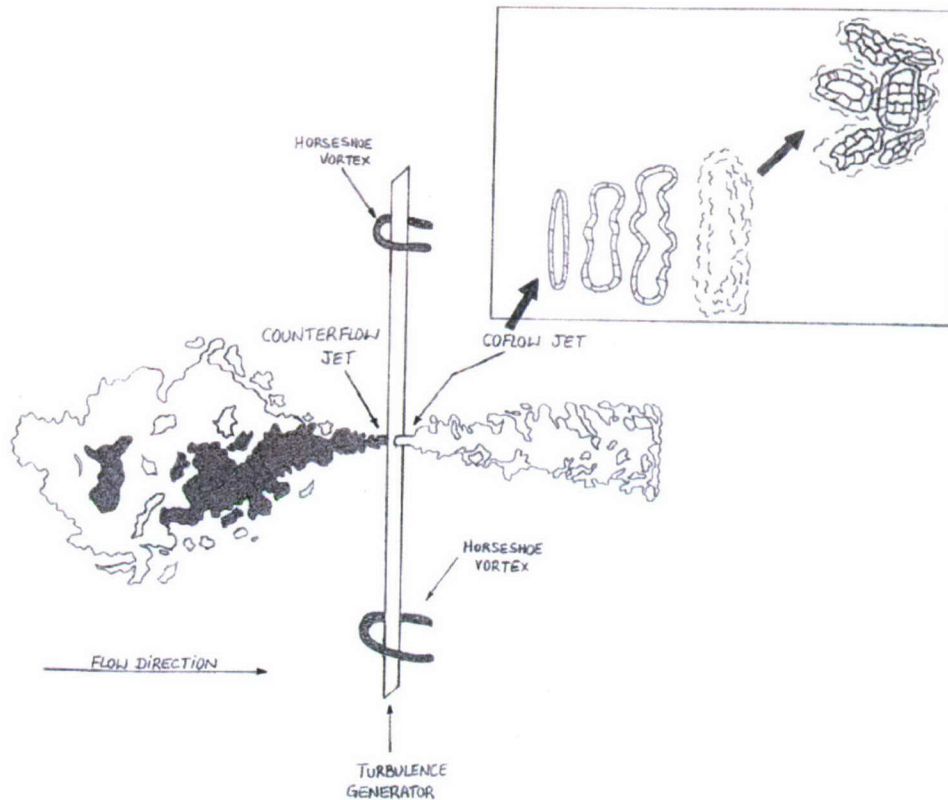 HORSESHOE
VORTEX
COUNTERFLOW
JET
COFLOW JET
HORSESHOE
VORTEX
FLOW DIRECTION
TURBULENCE
GENERATOR